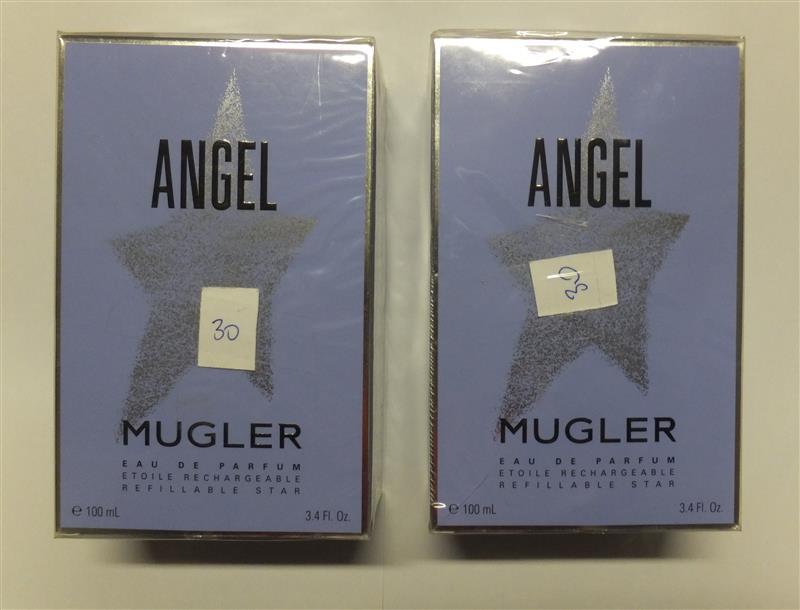 ANGEL
30
MUGLER
EAU DE PARFUM
ETOILE RECHARGEABLE
REFILLABLE STAR
e 100 mL 3.4 Fl. Oz.
ANGEL
30
MUGLER
EAU DE PARFUM
ETOILE RECHARGEABLE
REFILLABLE STAR
e 100 mL 3.4 Fl. Oz.